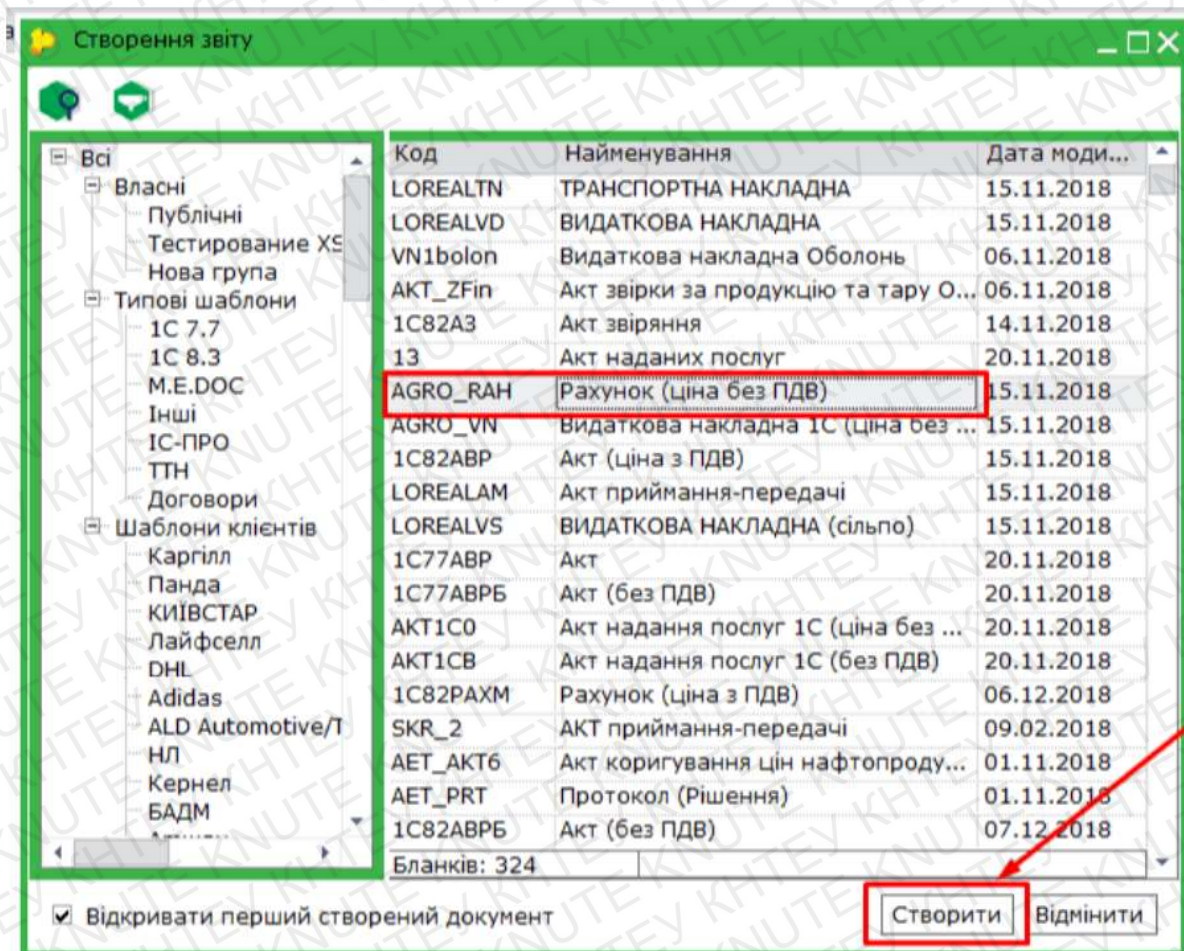 Створення звіту
Всі
Власні
Публічні
Тестирование XS
Нова група
Типові шаблони
1С 7.7
1С 8.3
M.E.DOC
Інші
ІС-ПРО
ТТН
Договори
Шаблони клієнтів
Каргілл
Панда
КИЇВСТАР
Лайфселл
DHL
Adidas
ALD Automotive/T
НЛ
Кернел
БАДМ
Код Найменування Дата моди...
LOREALTN ТРАНСПОРТНА НАКЛАДНА 15.11.2018
LOREALVD ВИДАТКОВА НАКЛАДНА 15.11.2018
VN1bolon Видаткова накладна Оболонь 06.11.2018
AKT_ZFin Акт звірки за продукцію та тару О... 06.11.2018
1C82A3 Акт звіряння 14.11.2018
13 Акт наданих послуг 20.11.2018
AGRO_RAH Рахунок (ціна без ПДВ) 15.11.2018
AGRO_VN Видаткова накладна 1С (ціна без ... 15.11.2018
1C82ABP Акт (ціна з ПДВ) 15.11.2018
LOREALAM Акт приймання-передачі 15.11.2018
LOREALVS ВИДАТКОВА НАКЛАДНА (сільпо) 15.11.2018
1C77ABP Акт 20.11.2018
1С77АВРБ Акт (без ПДВ) 20.11.2018
AKT1C0 Акт надання послуг 1С (ціна без ... 20.11.2018
AKT1CB Акт надання послуг 1С (без ПДВ) 20.11.2018
1C82PAXM Рахунок (ціна з ПДВ) 06.12.2018
SKR_2 АКТ приймання-передачі 09.02.2018
AET_AKT6 Акт коригування цін нафтопроду... 01.11.2018
AET_PRT Протокол (Рішення) 01.11.2018
1С82АВРБ Акт (без ПДВ) 07.12.2018
Бланків: 324
Відкривати перший створений документ
Створити Відмінити